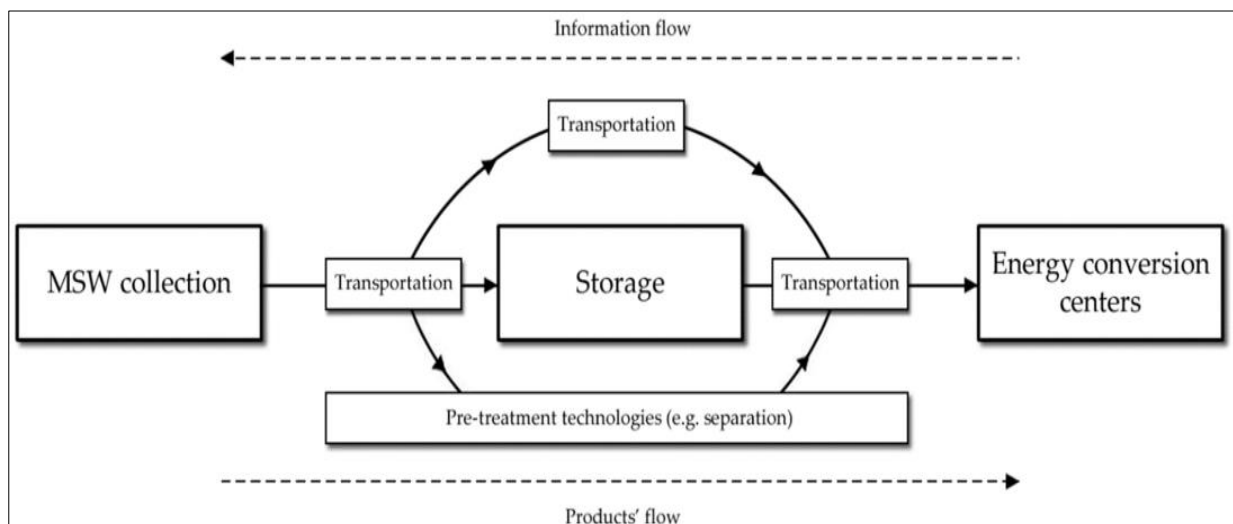 Information flow
Transportation
MSW collection
Transportation
Storage
Transportation
Energy conversion
centers
Pre-treatment technologies (e.g. separation)
Products' flow